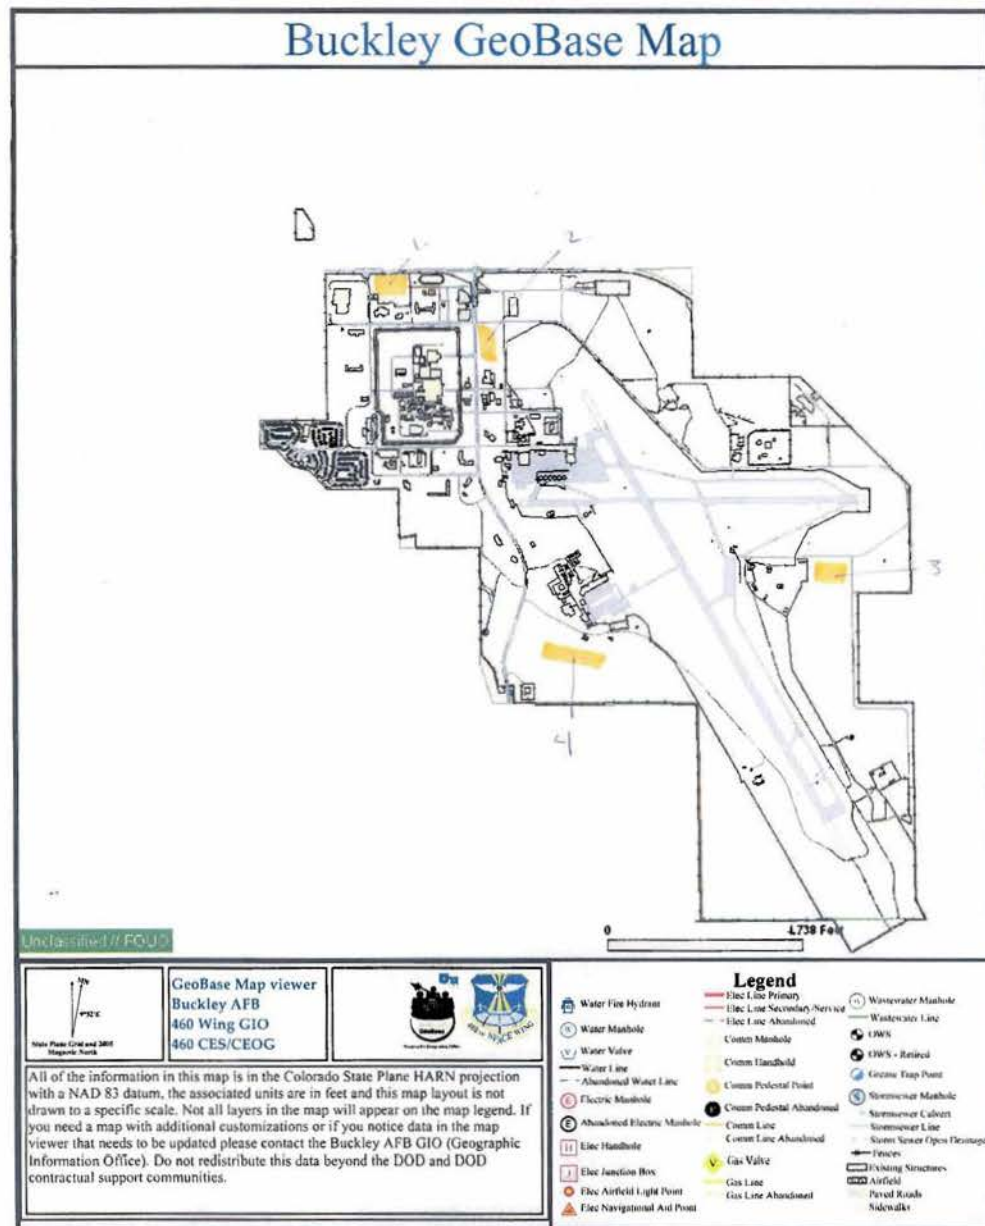 Buckley GeoBase Map
1.
2
3
4
Unclassified // FOUO
0 4,738 Feet
GeoBase Map viewer
Buckley AFB
460 Wing GIO
460 CES/CEOG
State Plane Grid and 2005
Magnetic North
460TH SPACE WING
All of the information in this map is in the Colorado State Plane HARN projection
with a NAD 83 datum, the associated units are in feet and this map layout is not
drawn to a specific scale. Not all layers in the map will appear on the map legend. If
you need a map with additional customizations or if you notice data in the map
viewer that needs to be updated please contact the Buckley AFB GIO (Geographic
Information Office). Do not redistribute this data beyond the DOD and DOD
contractual support communities.
Legend
Water Fire Hydrant
Water Manhole
Water Valve
Water Line
Abandoned Water Line
Electric Manhole
Abandoned Electric Manhole
Elec Handhole
Elec Junction Box
Elec Airfield Light Point
Elec Navigational Aid Point
Elec Line Primary
Elec Line Secondary/Service
Elec Line Abandoned
Comm Manhole
Comm Handhold
Comm Pedestal Point
Comm Pedestal Abandoned
Comm Line
Comm Line Abandoned
Gas Valve
Gas Line
Gas Line Abandoned
Wastewater Manhole
Wastewater Line
OWS
OWS - Retired
Grease Trap Point
Stormsewer Manhole
Stormsewer Culvert
Stormsewer Line
Storm Sewer Open Drainage
Fences
Existing Structures
Airfield
Paved Roads
Sidewalks